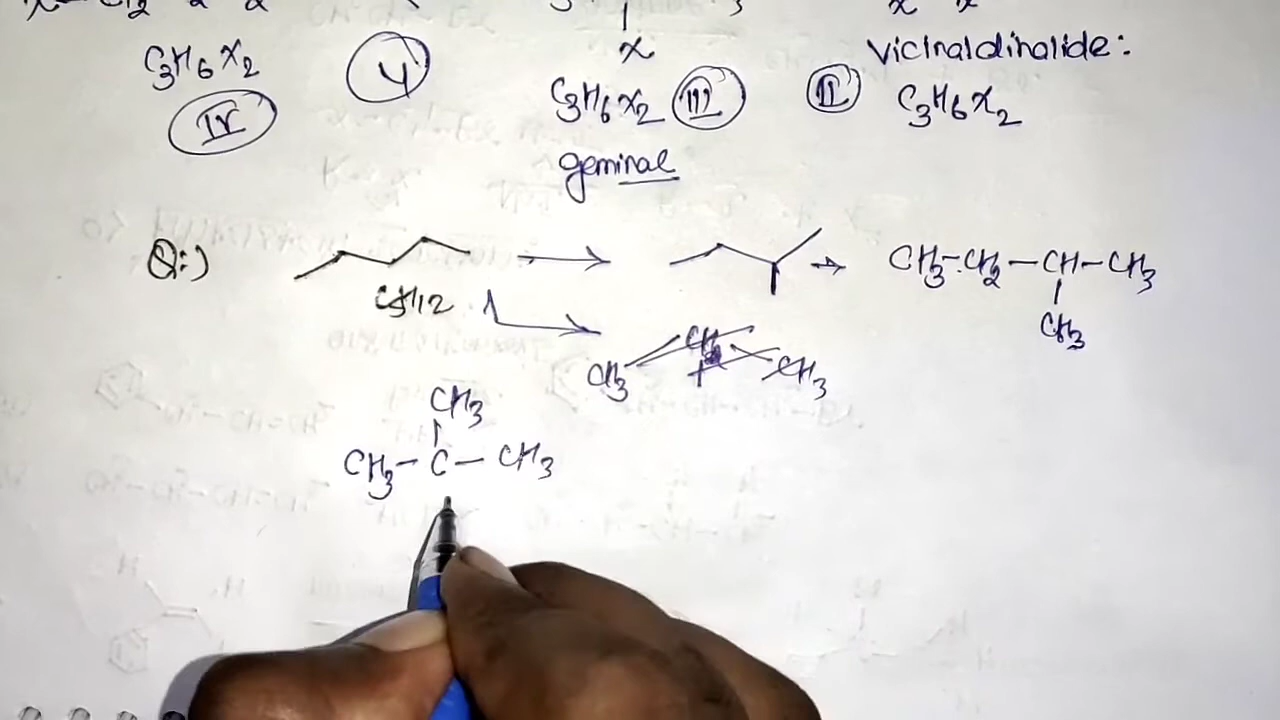 x
Vicinaldihalide:
C3H6X2
Y
C3H6X2 III
II C3H6X2
IV
geminal
Q:)
CH3-CH2-CH-CH3
C5H12
CH3
CH3 CH3
CH3
CH3-C-CH3